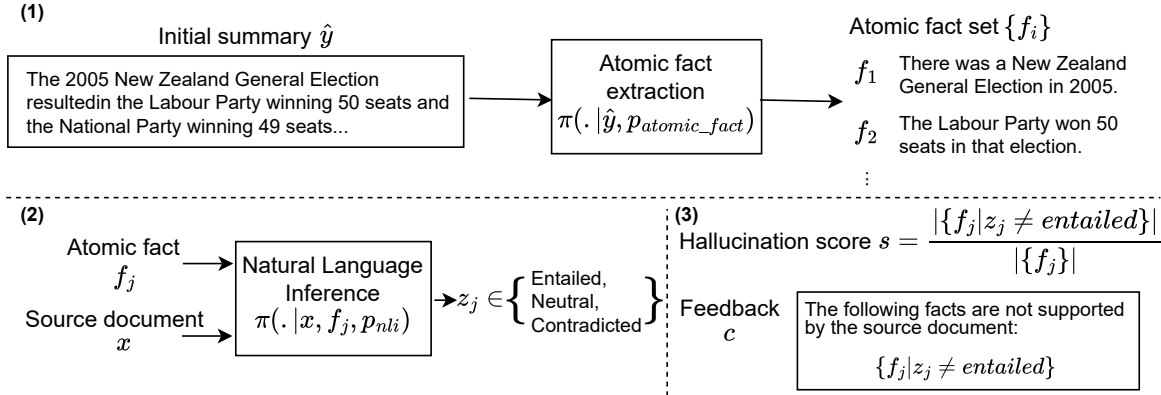 (1)
Initial summary ŷ
The 2005 New Zealand General Election
resultedin the Labour Party winning 50 seats and
the National Party winning 49 seats...
Atomic fact
extraction
π(. |ŷ, p_{atomic_fact})
Atomic fact set {f_i}
f_1 There was a New Zealand
General Election in 2005.
f_2 The Labour Party won 50
seats in that election.
⋮
(2)
Atomic fact
f_j
Source document
x
Natural Language
Inference
π(. |x, f_j, p_{nli})
z_j ∈ {
Entailed,
Neutral,
Contradicted
}
(3)
Hallucination score s = |{f_j|z_j ≠ entailed}| / |{f_j}|
Feedback
c
The following facts are not supported
by the source document:
{f_j|z_j ≠ entailed}